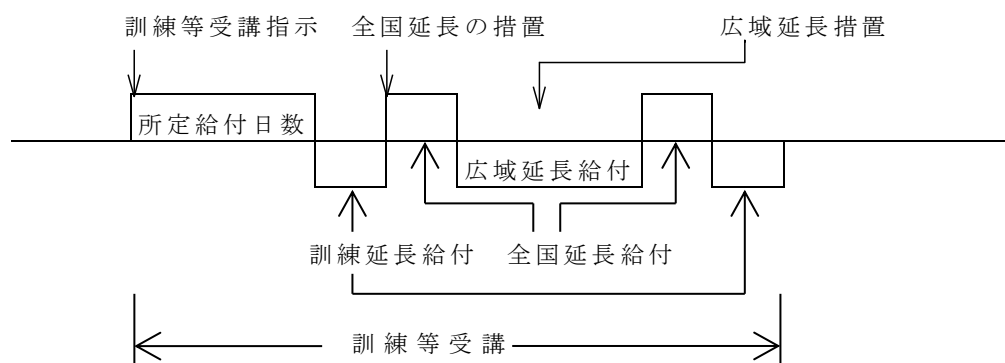 訓練等受講指示 全国延長の措置 広域延長措置
所定給付日数
広域延長給付
訓練延長給付 全国延長給付
訓練等受講